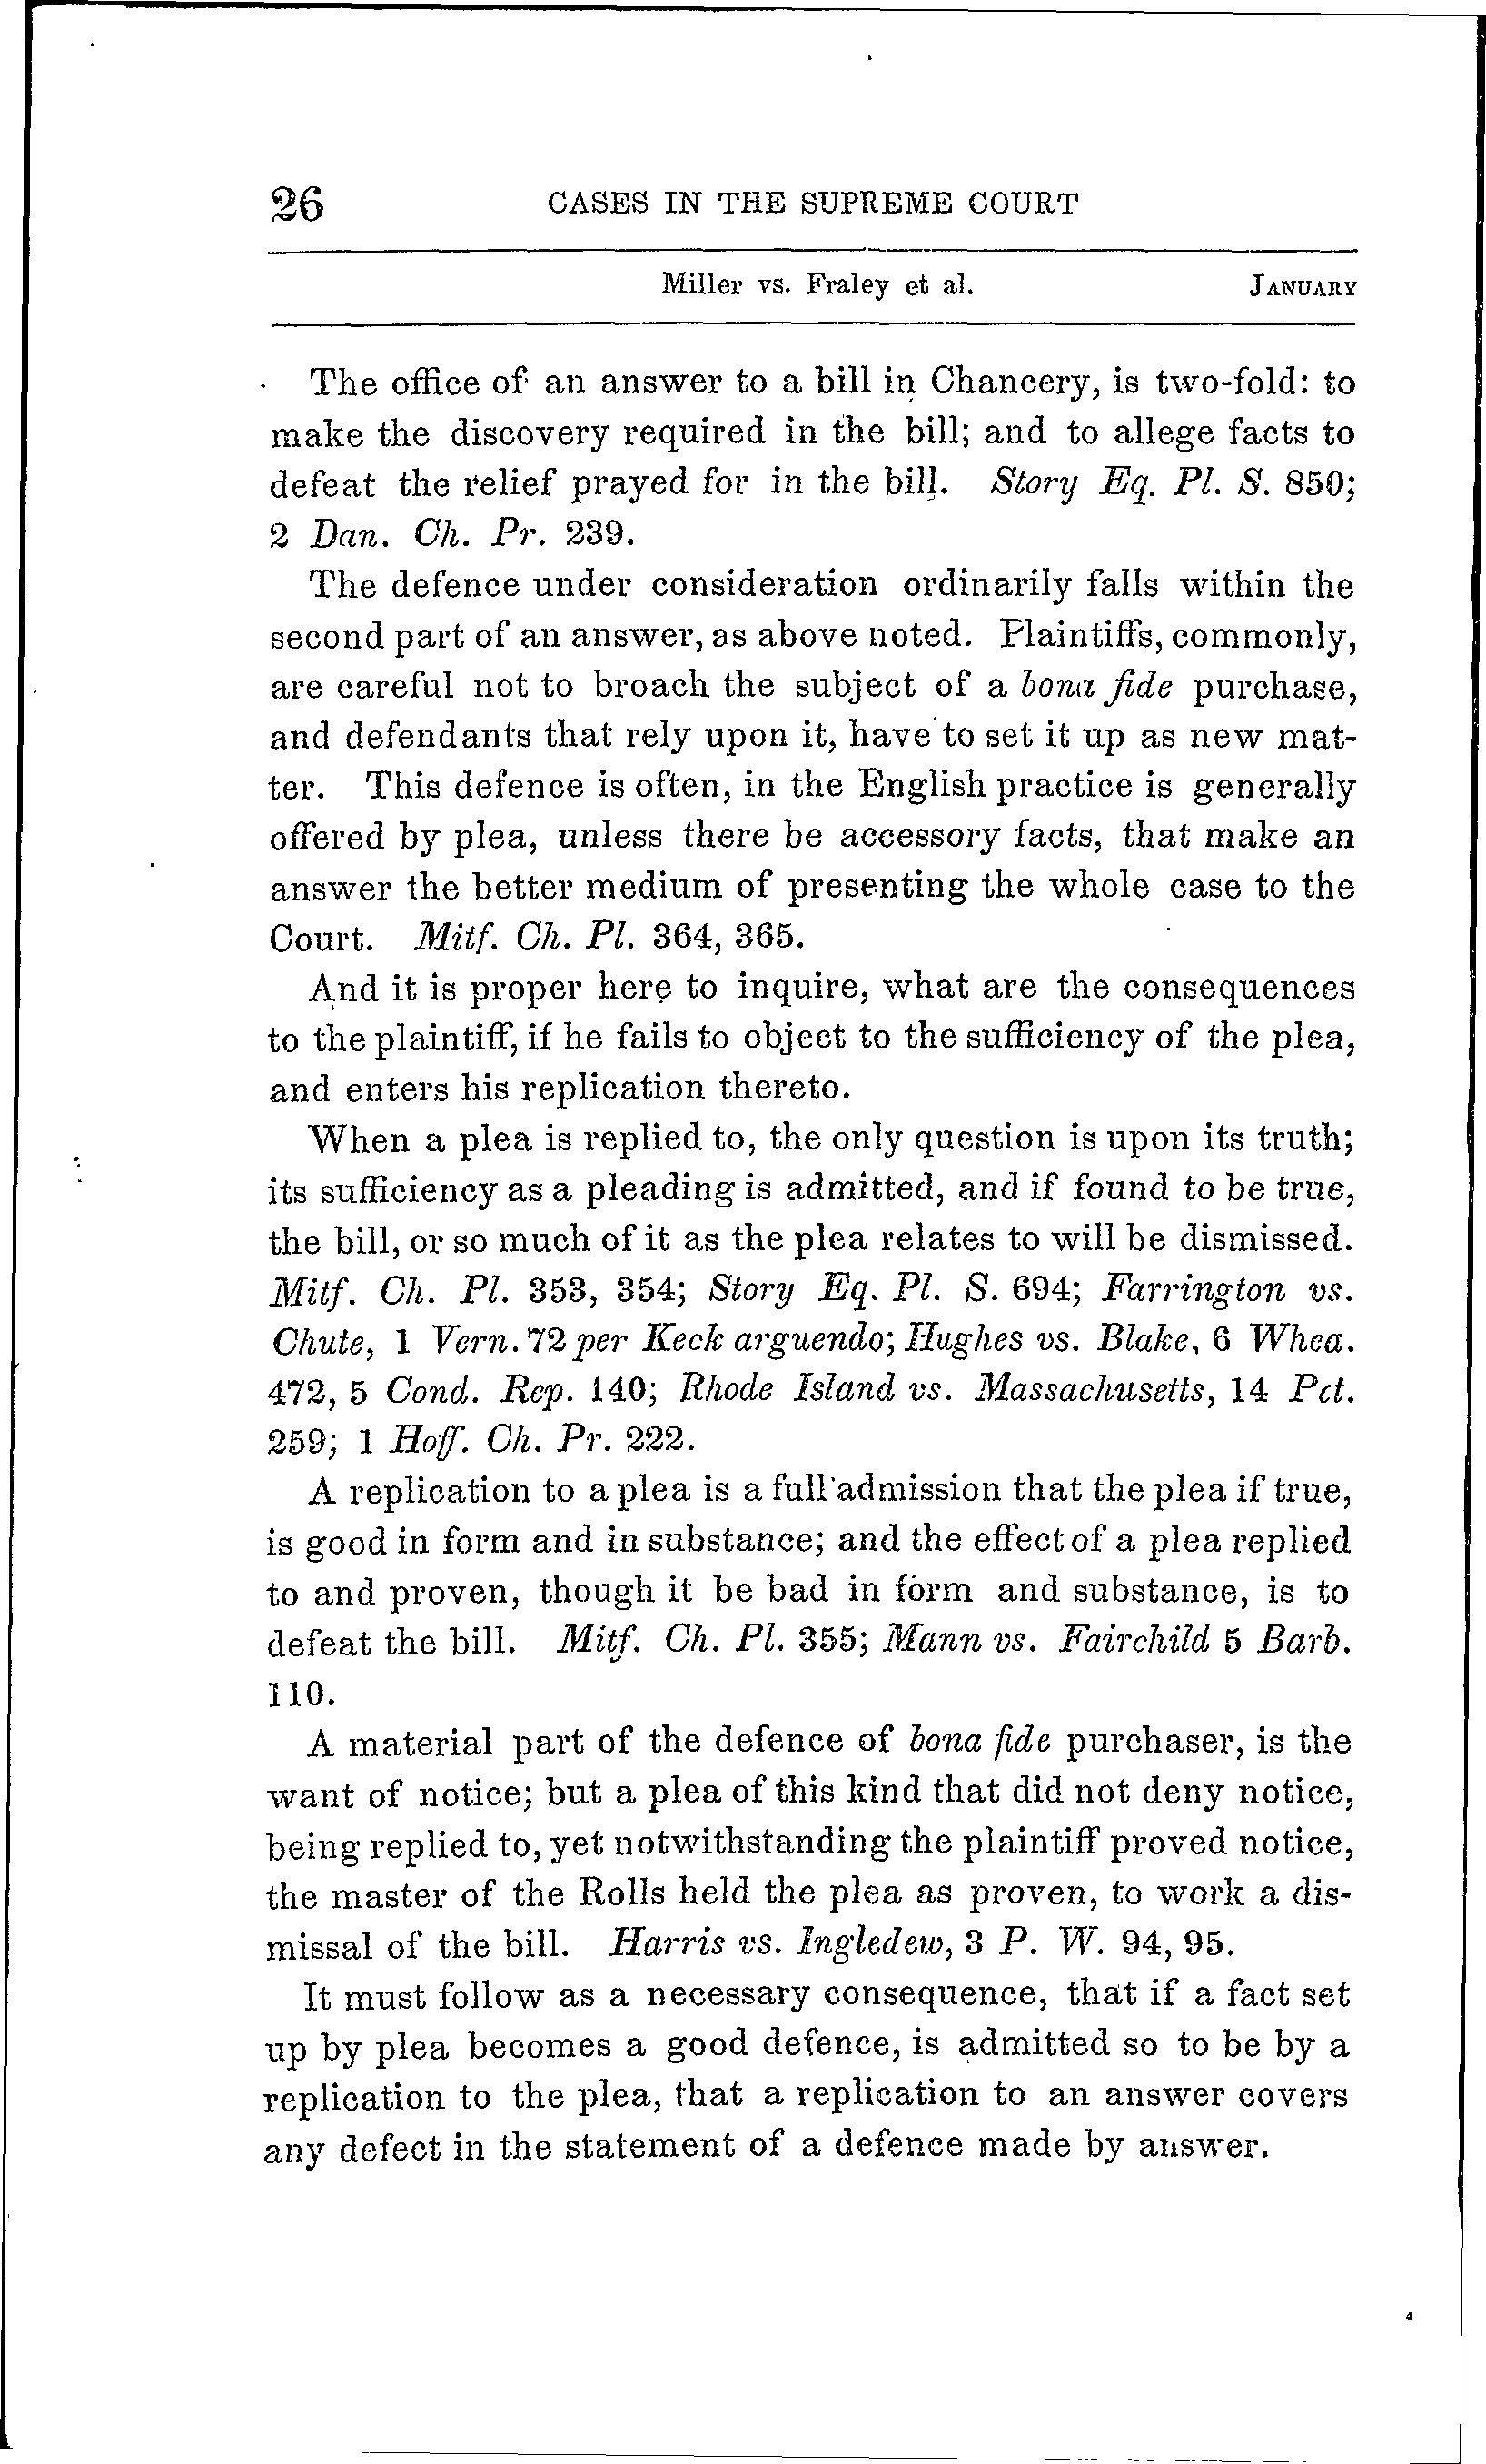 26 CASES IN THE SUPREME COURT
Miller vs. Fraley et al. JANUARY
The office of an answer to a bill in Chancery, is two-fold: to
make the discovery required in the bill; and to allege facts to
defeat the relief prayed for in the bill. Story Eq. Pl. S. 850;
2 Dan. Ch. Pr. 239.
The defence under consideration ordinarily falls within the
second part of an answer, as above noted. Plaintiffs, commonly,
are careful not to broach the subject of a bona fide purchase,
and defendants that rely upon it, have to set it up as new mat-
ter. This defence is often, in the English practice is generally
offered by plea, unless there be accessory facts, that make an
answer the better medium of presenting the whole case to the
Court. Mitf. Ch. Pl. 364, 365.
And it is proper here to inquire, what are the consequences
to the plaintiff, if he fails to object to the sufficiency of the plea,
and enters his replication thereto.
When a plea is replied to, the only question is upon its truth;
its sufficiency as a pleading is admitted, and if found to be true,
the bill, or so much of it as the plea relates to will be dismissed.
Mitf. Ch. Pl. 353, 354; Story Eq. Pl. S. 694; Farrington vs.
Chute, 1 Vern. 72 per Keck arguendo; Hughes vs. Blake, 6 Whea.
472, 5 Cond. Rep. 140; Rhode Island vs. Massachusetts, 14 Pet.
259; 1 Hoff. Ch. Pr. 222.
A replication to a plea is a full admission that the plea if true,
is good in form and in substance; and the effect of a plea replied
to and proven, though it be bad in form and substance, is to
defeat the bill. Mitf. Ch. Pl. 355; Mann vs. Fairchild 5 Barb.
110.
A material part of the defence of bona fide purchaser, is the
want of notice; but a plea of this kind that did not deny notice,
being replied to, yet notwithstanding the plaintiff proved notice,
the master of the Rolls held the plea as proven, to work a dis-
missal of the bill. Harris vs. Ingledew, 3 P. W. 94, 95.
It must follow as a necessary consequence, that if a fact set
up by plea becomes a good defence, is admitted so to be by a
replication to the plea, that a replication to an answer covers
any defect in the statement of a defence made by answer.